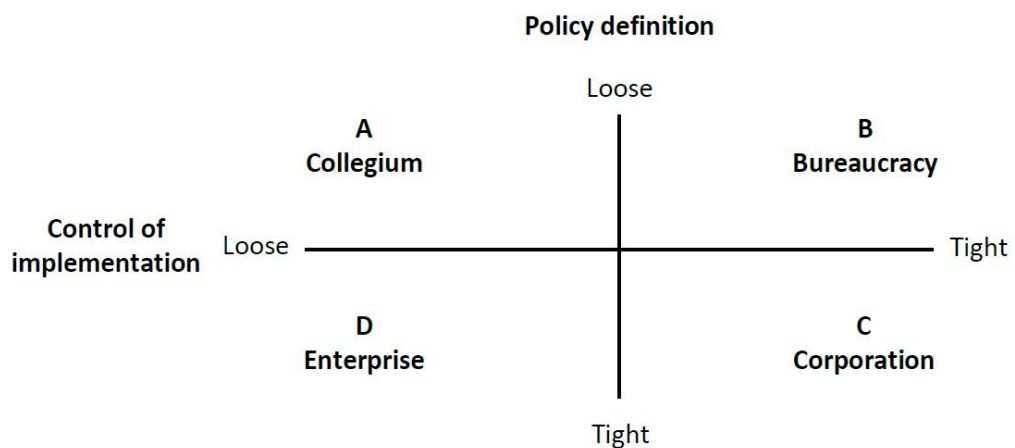 Policy definition
Loose
A
Collegium
B
Bureaucracy
Control of
implementation
Loose
Tight
D
Enterprise
C
Corporation
Tight